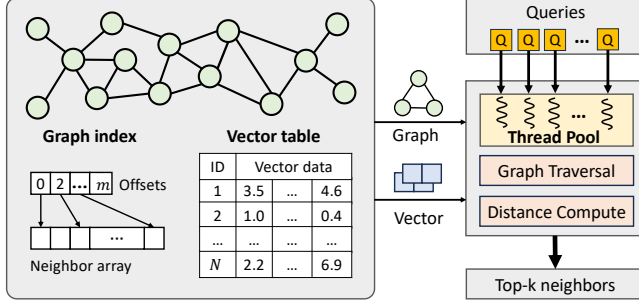 Queries
Q Q Q ... Q
Graph index
Vector table
Graph
...
Thread Pool
0 2 ... m Offsets
ID Vector data
1 3.5 ... 4.6
2 1.0 ... 0.4
... ... ... ...
N 2.2 ... 6.9
Graph Traversal
Vector
Distance Compute
...
Neighbor array
Top-k neighbors